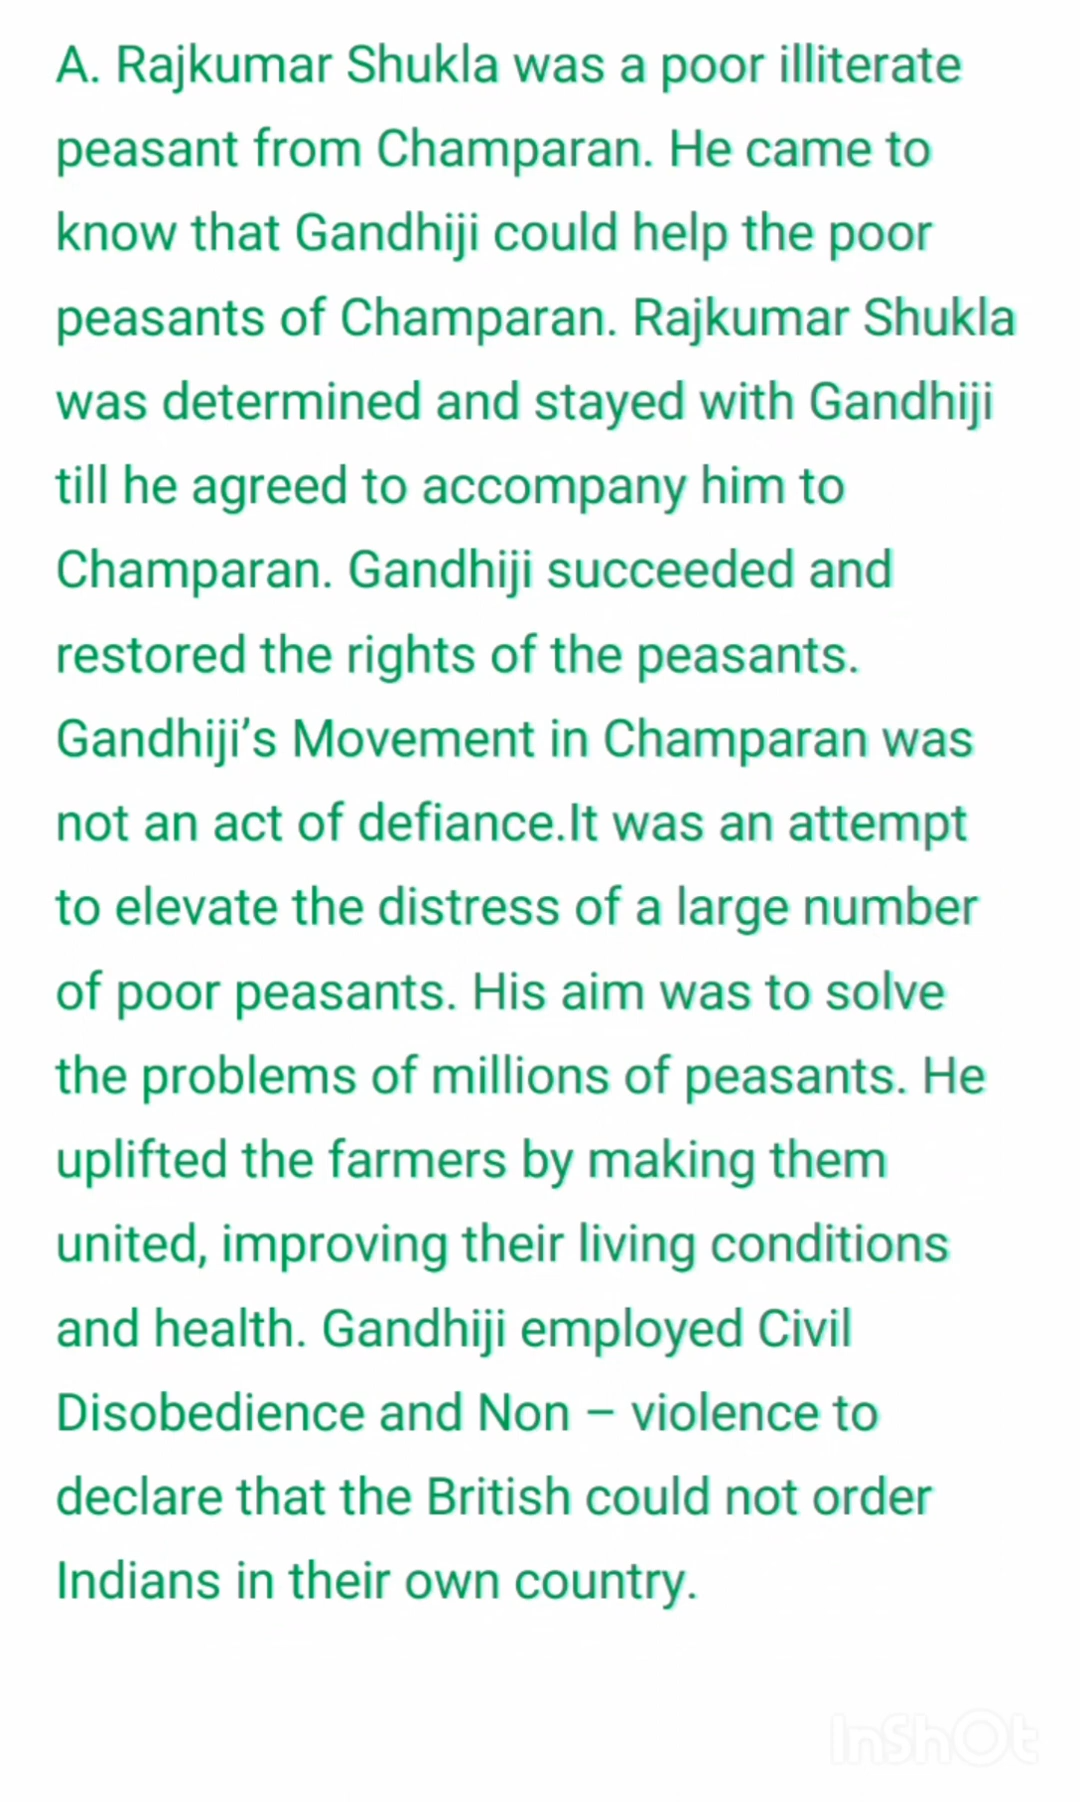 A. Rajkumar Shukla was a poor illiterate
peasant from Champaran. He came to
know that Gandhiji could help the poor
peasants of Champaran. Rajkumar Shukla
was determined and stayed with Gandhiji
till he agreed to accompany him to
Champaran. Gandhiji succeeded and
restored the rights of the peasants.
Gandhiji’s Movement in Champaran was
not an act of defiance.It was an attempt
to elevate the distress of a large number
of poor peasants. His aim was to solve
the problems of millions of peasants. He
uplifted the farmers by making them
united, improving their living conditions
and health. Gandhiji employed Civil
Disobedience and Non – violence to
declare that the British could not order
Indians in their own country.
InShOt